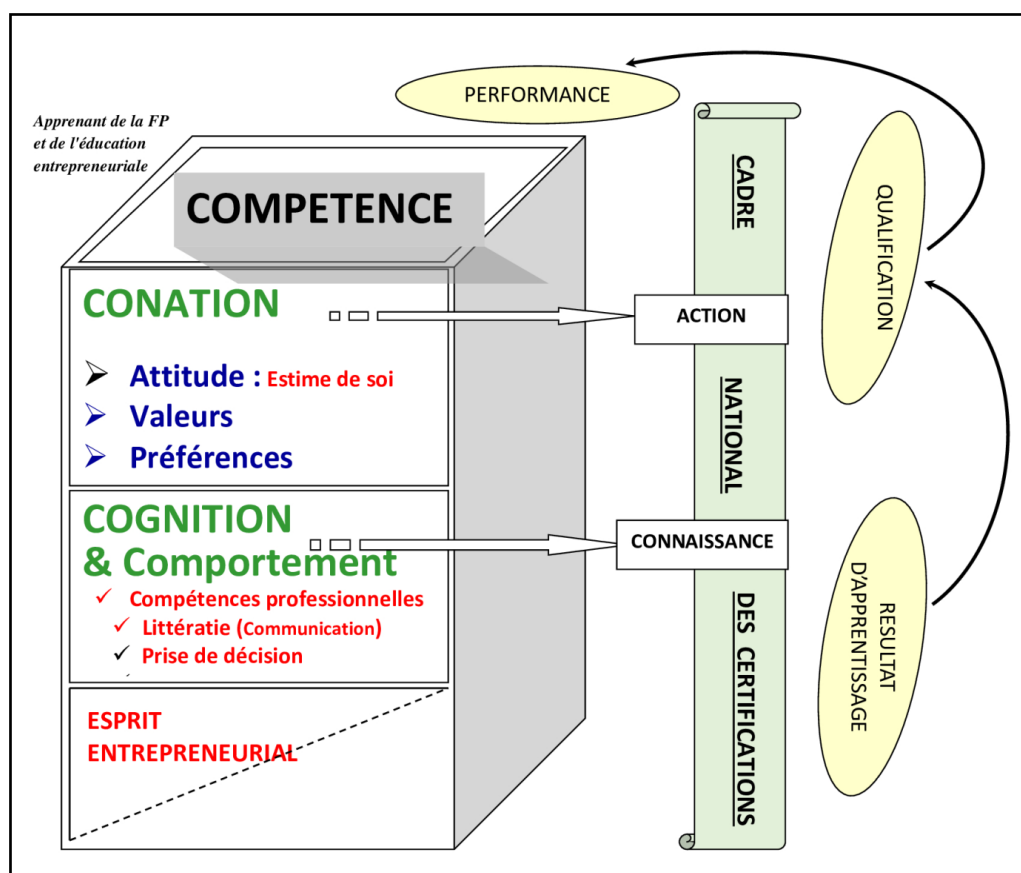 PERFORMANCE
Apprenant de la FP
et de l'éducation
entrepreneuriale
COMPETENCE
CONATION
Attitude : Estime de soi
Valeurs
Préférences
COGNITION
& Comportement
Compétences professionnelles
Littératie (Communication)
Prise de décision
ESPRIT
ENTREPRENEURIAL
ACTION
CONNAISSANCE
CADRE
NATIONAL
DES CERTIFICATIONS
QUALIFICATION
RESULTAT
D'APPRENTISSAGE